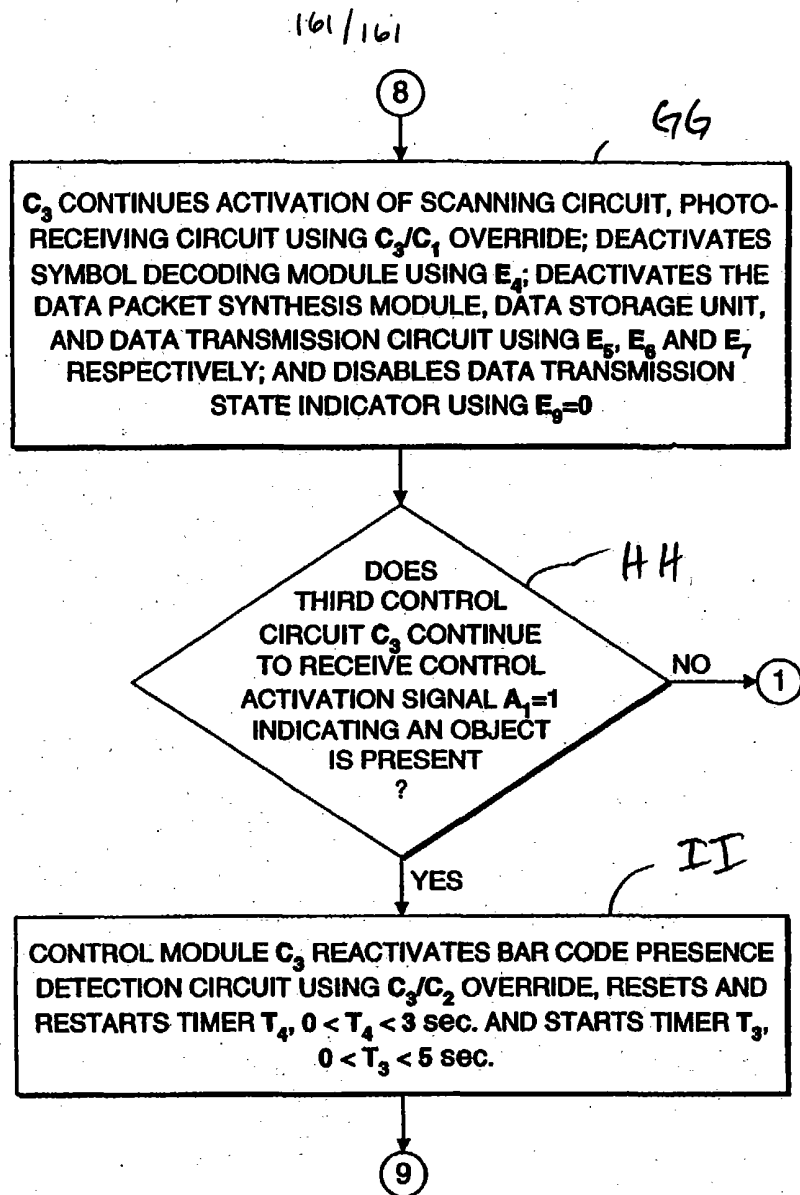 161/161
8
GG
C₃ CONTINUES ACTIVATION OF SCANNING CIRCUIT, PHOTO-
RECEIVING CIRCUIT USING C₃/C₁ OVERRIDE; DEACTIVATES
SYMBOL DECODING MODULE USING E₄; DEACTIVATES THE
DATA PACKET SYNTHESIS MODULE, DATA STORAGE UNIT,
AND DATA TRANSMISSION CIRCUIT USING E₅, E₆ AND E₇
RESPECTIVELY; AND DISABLES DATA TRANSMISSION
STATE INDICATOR USING E₉=0
HH
DOES
THIRD CONTROL
CIRCUIT C₃ CONTINUE
TO RECEIVE CONTROL
ACTIVATION SIGNAL A₁=1
INDICATING AN OBJECT
IS PRESENT
?
NO
1
YES
II
CONTROL MODULE C₃ REACTIVATES BAR CODE PRESENCE
DETECTION CIRCUIT USING C₃/C₂ OVERRIDE, RESETS AND
RESTARTS TIMER T₄, 0 < T₄ < 3 sec. AND STARTS TIMER T₃,
0 < T₃ < 5 sec.
9